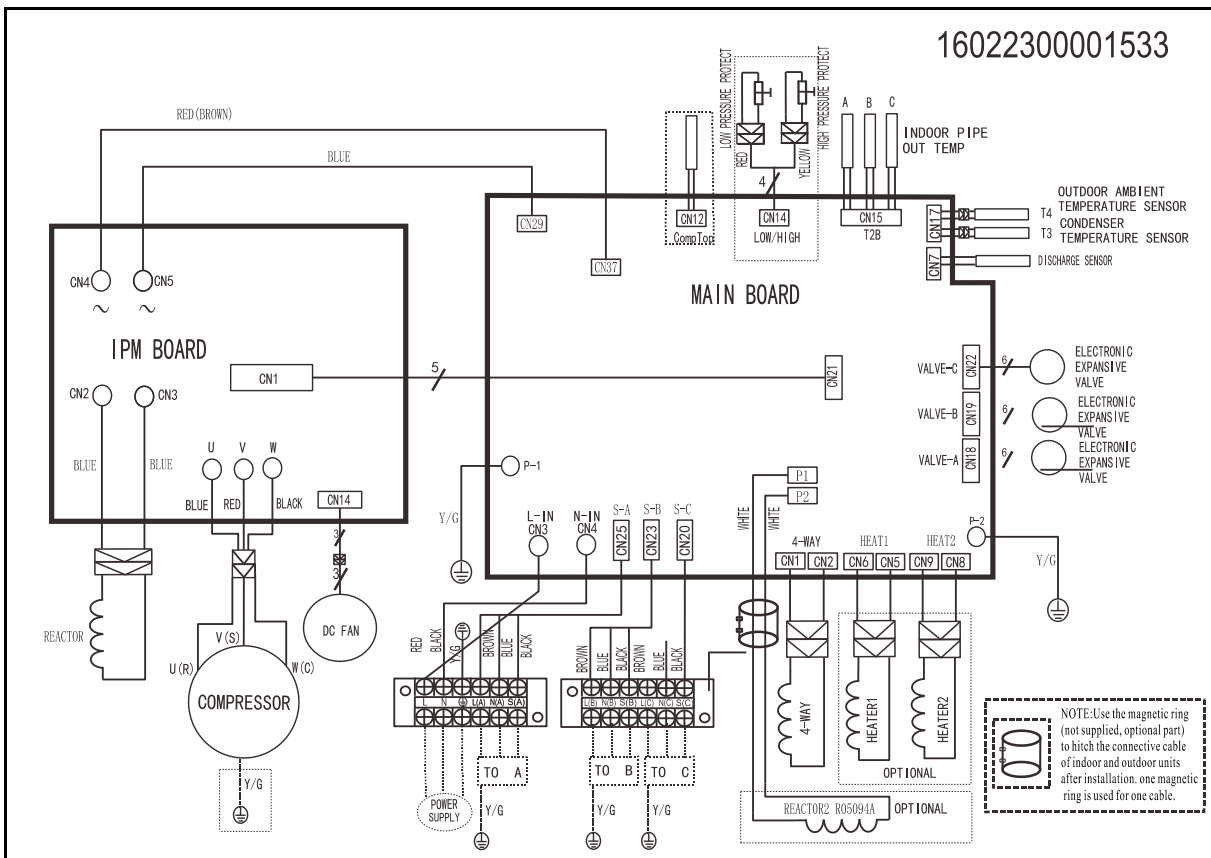 16022300001533
RED(BROWN)
BLUE
LOW PRESSURE PROTECT
HIGH PRESSURE PROTECT
RED
YELLOW
4
A B C
INDOOR PIPE
OUT TEMP
CN12
CompTop
CN14
LOW/HIGH
CN15
T2B
CN17
T4
OUTDOOR AMBIENT
TEMPERATURE SENSOR
T3
CONDENSER
TEMPERATURE SENSOR
CN7
DISCHARGE SENSOR
CN29
CN37
MAIN BOARD
CN4
CN5
~
~
IPM BOARD
CN1
5
CN21
CN2
CN3
BLUE
BLUE
U V W
BLUE
RED
BLACK
CN14
3
3
DC FAN
REACTOR
V(S)
U(R)
W(C)
COMPRESSOR
Y/G
VALVE-C
CN22
6
ELECTRONIC
EXPANSIVE
VALVE
VALVE-B
CN19
6
ELECTRONIC
EXPANSIVE
VALVE
VALVE-A
CN18
6
ELECTRONIC
EXPANSIVE
VALVE
P-1
Y/G
P1
P2
WHITE
WHITE
P-2
Y/G
L-IN
CN3
N-IN
CN4
S-A
CN25
S-B
CN23
S-C
CN20
4-WAY
CN1
CN2
HEAT1
CN6
CN5
HEAT2
CN9
CN8
RED
BLACK
Y/G
BROWN
BLUE
BLACK
BROWN
BLUE
BLACK
BROWN
BLUE
BLACK
L N L(A) N(A) S(A)
L(B) N(B) S(B) L(C) N(C) S(C)
POWER
SUPPLY
TO A
Y/G
TO B
Y/G
TO C
Y/G
4-WAY
HEATER1
HEATER2
OPTIONAL
REACTOR2 R05094A
OPTIONAL
NOTE:Use the magnetic ring
(not supplied, optional part)
to hitch the connective cable
of indoor and outdoor units
after installation. one magnetic
ring is used for one cable.